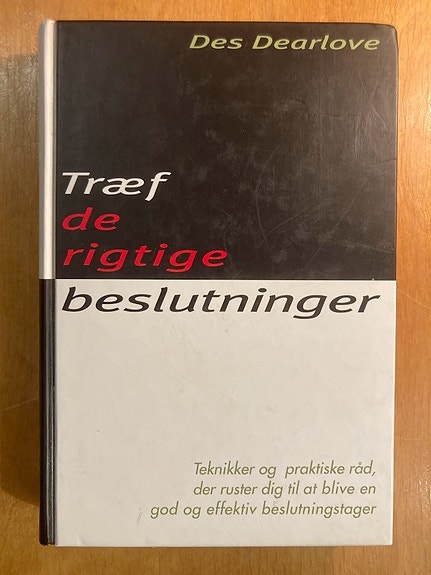 Des Dearlove
Træf
de
rigtige
beslutninger
Teknikker og praktiske råd,
der ruster dig til at blive en
god og effektiv beslutningstager